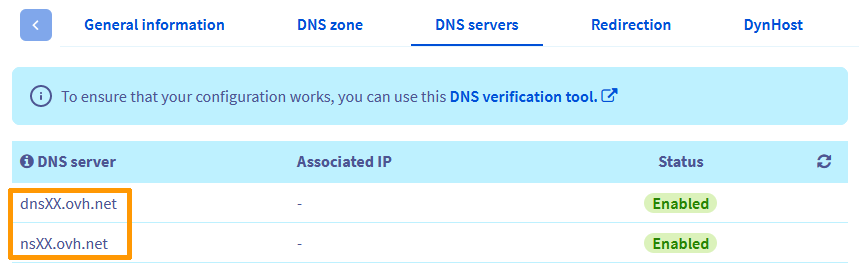 General information DNS zone DNS servers Redirection DynHost
To ensure that your configuration works, you can use this DNS verification tool.
DNS server Associated IP Status
dnsXX.ovh.net - Enabled
nsXX.ovh.net - Enabled